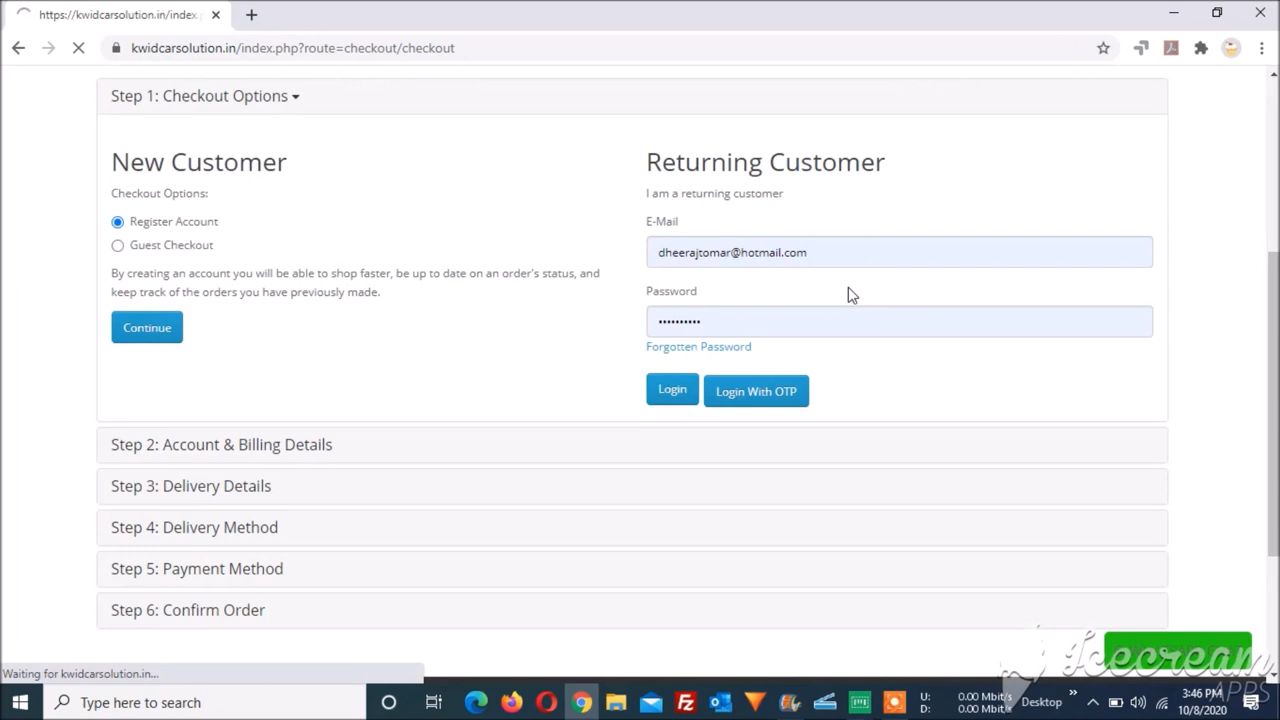 https://kwidcarsolution.in/index.p
kwidcarsolution.in/index.php?route=checkout/checkout
Step 1: Checkout Options
New Customer
Checkout Options:
Register Account
Guest Checkout
By creating an account you will be able to shop faster, be up to date on an order's status, and
keep track of the orders you have previously made.
Continue
Returning Customer
I am a returning customer
E-Mail
dheerajtomar@hotmail.com
Password
••••••••••
Forgotten Password
Login
Login With OTP
Step 2: Account & Billing Details
Step 3: Delivery Details
Step 4: Delivery Method
Step 5: Payment Method
Step 6: Confirm Order
Waiting for kwidcarsolution.in...
Icecream
APPS
Type here to search
U: 0.00 Mbit/s
D: 0.00 Mbit/s
Desktop
3:46 PM
10/8/2020